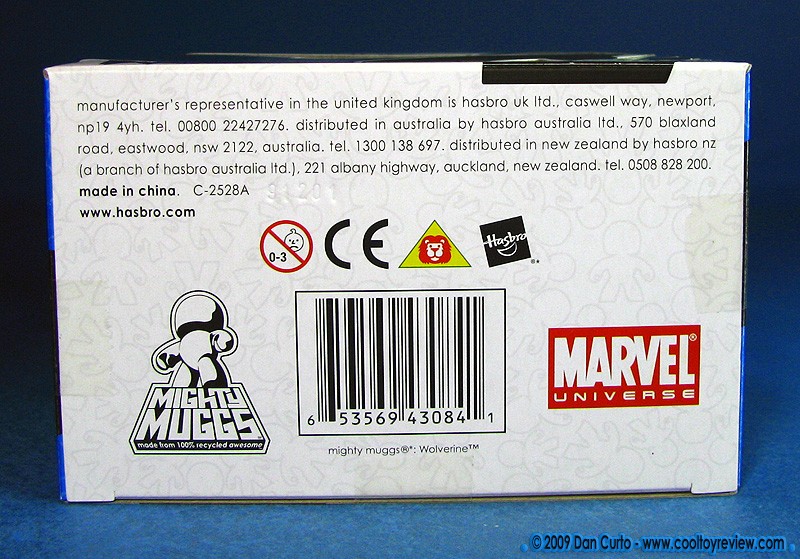 manufacturer's representative in the united kingdom is hasbro uk ltd., caswell way, newport,
np19 4yh. tel. 00800 22427276. distributed in australia by hasbro australia ltd., 570 blaxland
road, eastwood, nsw 2122, australia. tel. 1300 138 697. distributed in new zealand by hasbro nz
(a branch of hasbro australia ltd.), 221 albany highway, auckland, new zealand. tel. 0508 828 200.
made in china. C-2528A
www.hasbro.com
0-3
CE
Hasbro
®*
MIGHTY
MUGGS™
made from 100% recycled awesome
6 53569 43084 1
mighty muggs®*: Wolverine™
MARVEL®
UNIVERSE
© 2009 Dan Curto - www.cooltoyreview.com